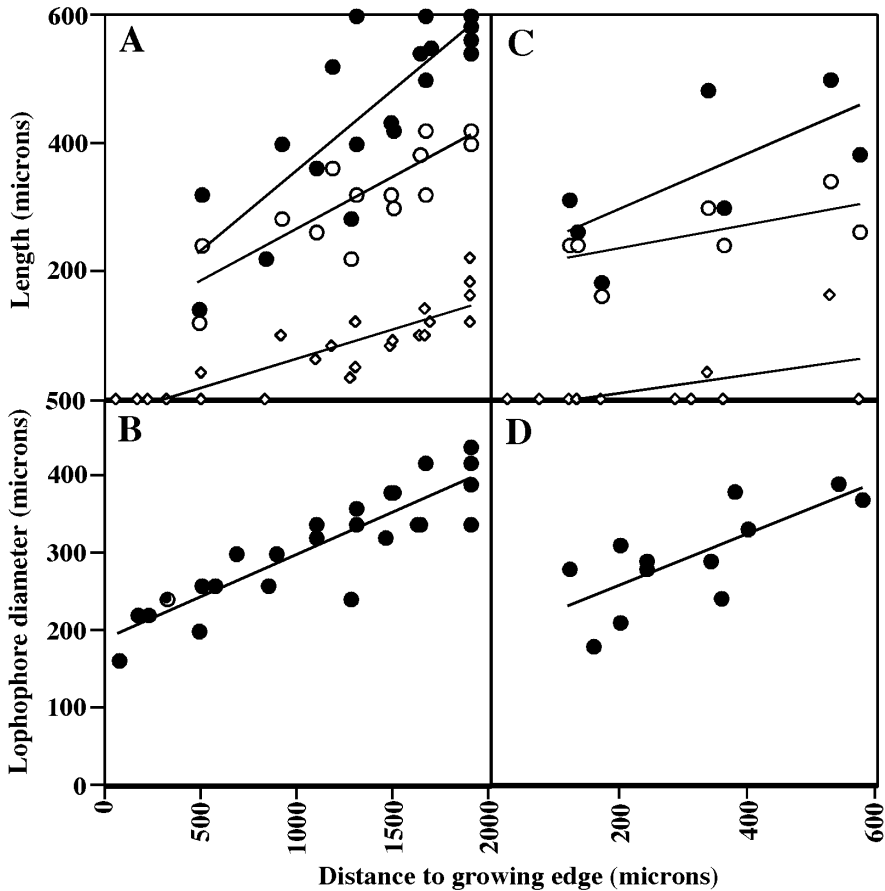 A
C
600
400
200
500
Length (microns)
B
D
400
300
200
100
0
Lophophore diameter (microns)
0
500
1000
1500
2000
200
400
600
Distance to growing edge (microns)